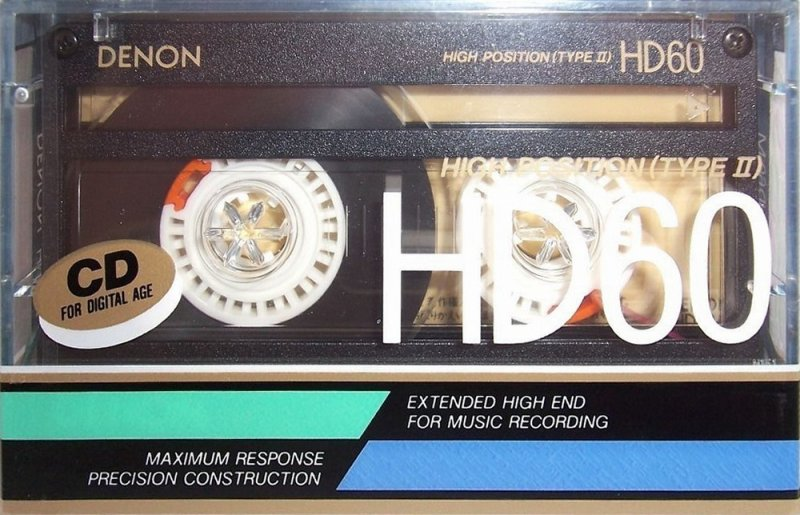 DENON
HIGH POSITION (TYPE II) HD60
HIGH POSITION (TYPE II)
HD60
CD
FOR DIGITAL AGE
EXTENDED HIGH END
FOR MUSIC RECORDING
MAXIMUM RESPONSE
PRECISION CONSTRUCTION